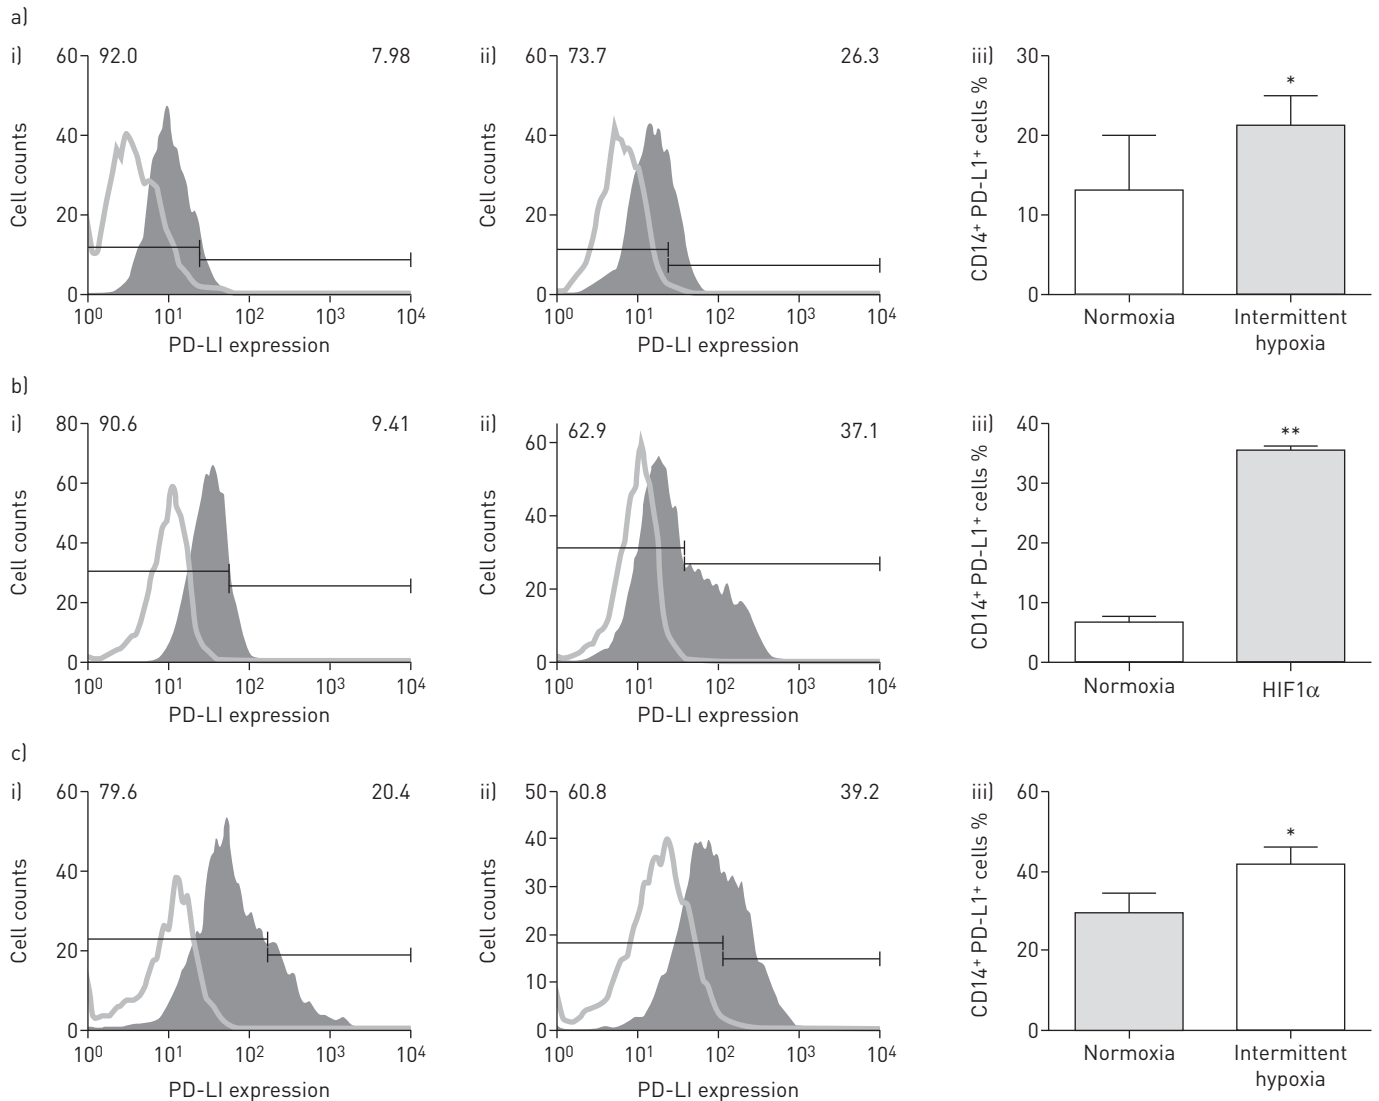 a)
i)
60
40
20
0
Cell counts
92.0 7.98
10⁰ 10¹ 10² 10³ 10⁴
PD-LI expression
ii)
60
40
20
0
Cell counts
73.7 26.3
10⁰ 10¹ 10² 10³ 10⁴
PD-LI expression
iii)
30
20
10
0
CD14⁺ PD-L1⁺ cells %
*
Normoxia Intermittent
hypoxia
b)
i)
80
60
40
20
0
Cell counts
90.6 9.41
10⁰ 10¹ 10² 10³ 10⁴
PD-LI expression
ii)
60
40
20
0
Cell counts
62.9 37.1
10⁰ 10¹ 10² 10³ 10⁴
PD-LI expression
iii)
40
30
20
10
0
CD14⁺ PD-L1⁺ cells %
**
Normoxia HIF1α
c)
i)
60
40
20
0
Cell counts
79.6 20.4
10⁰ 10¹ 10² 10³ 10⁴
PD-LI expression
ii)
50
40
30
20
10
0
Cell counts
60.8 39.2
10⁰ 10¹ 10² 10³ 10⁴
PD-LI expression
iii)
60
40
20
0
CD14⁺ PD-L1⁺ cells %
*
Normoxia Intermittent
hypoxia